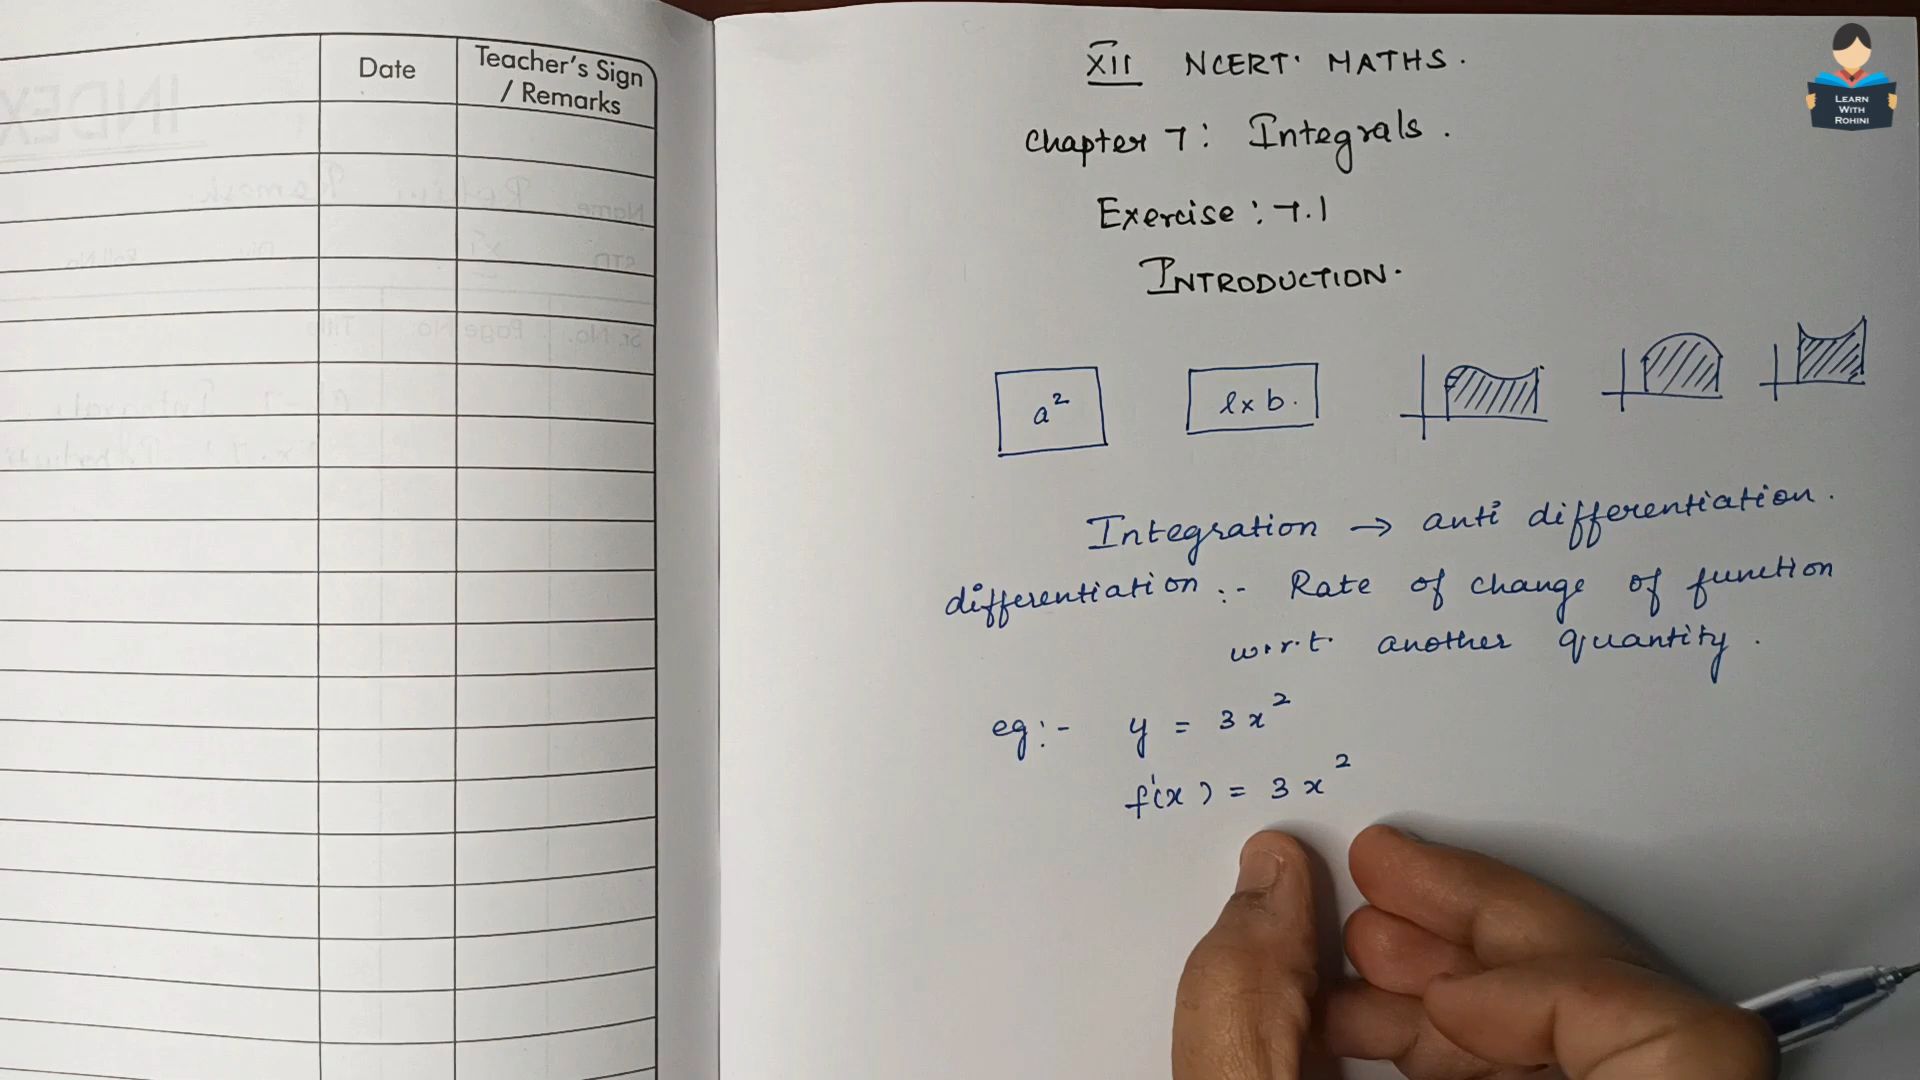 Date
Teacher's Sign
/ Remarks
XII NCERT. MATHS.
Chapter 7: Integrals.
Exercise: 7.1
INTRODUCTION.
a²
l x b.
Integration → anti differentiation.
differentiation :- Rate of change of function
w.r.t. another quantity.
eg:- y = 3x²
f'(x) = 3x²
LEARN
WITH
ROHINI